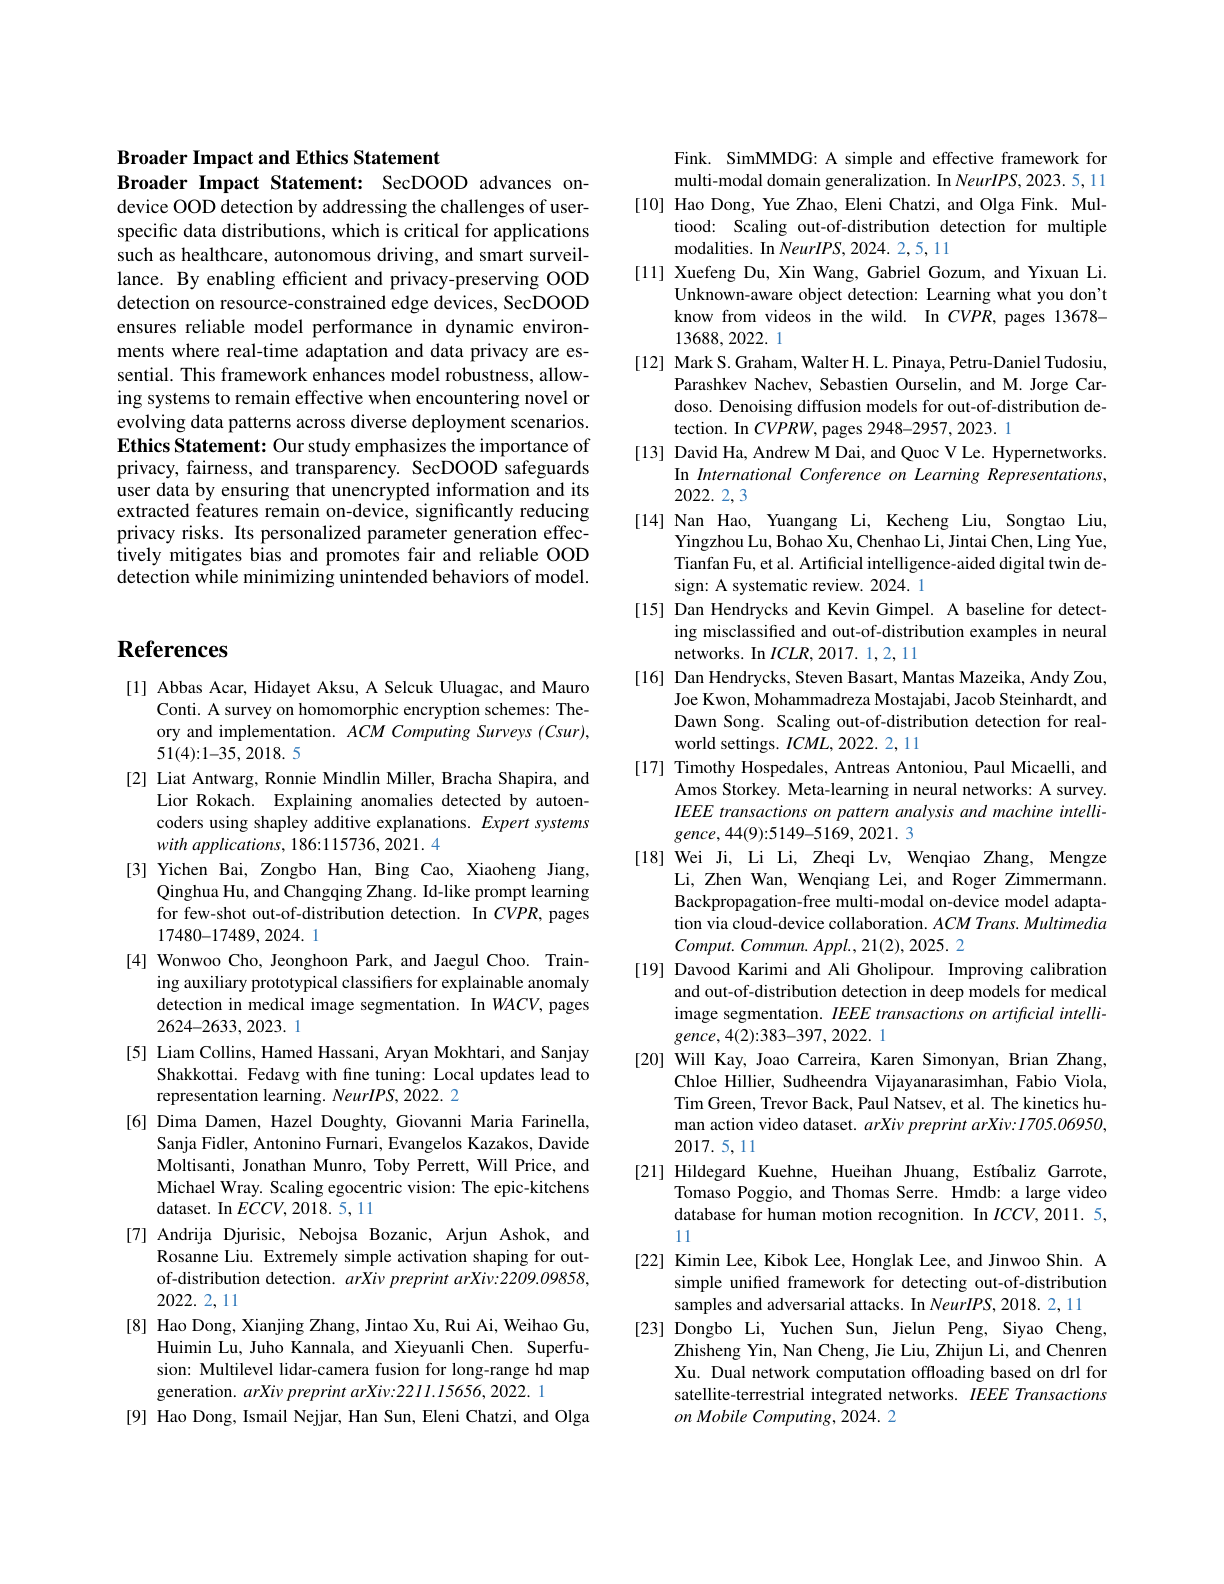 Broader Impact and Ethics Statement
Broader Impact Statement: SecDOOD advances on-
device OOD detection by addressing the challenges of user-
specific data distributions, which is critical for applications
such as healthcare, autonomous driving, and smart surveil-
lance. By enabling efficient and privacy-preserving OOD
detection on resource-constrained edge devices, SecDOOD
ensures reliable model performance in dynamic environ-
ments where real-time adaptation and data privacy are es-
sential. This framework enhances model robustness, allow-
ing systems to remain effective when encountering novel or
evolving data patterns across diverse deployment scenarios.
Ethics Statement: Our study emphasizes the importance of
privacy, fairness, and transparency. SecDOOD safeguards
user data by ensuring that unencrypted information and its
extracted features remain on-device, significantly reducing
privacy risks. Its personalized parameter generation effec-
tively mitigates bias and promotes fair and reliable OOD
detection while minimizing unintended behaviors of model.
References
[1] Abbas Acar, Hidayet Aksu, A Selcuk Uluagac, and Mauro
Conti. A survey on homomorphic encryption schemes: The-
ory and implementation. ACM Computing Surveys (Csur),
51(4):1–35, 2018. 5
[2] Liat Antwarg, Ronnie Mindlin Miller, Bracha Shapira, and
Lior Rokach. Explaining anomalies detected by autoen-
coders using shapley additive explanations. Expert systems
with applications, 186:115736, 2021. 4
[3] Yichen Bai, Zongbo Han, Bing Cao, Xiaoheng Jiang,
Qinghua Hu, and Changqing Zhang. Id-like prompt learning
for few-shot out-of-distribution detection. In CVPR, pages
17480–17489, 2024. 1
[4] Wonwoo Cho, Jeonghoon Park, and Jaegul Choo. Train-
ing auxiliary prototypical classifiers for explainable anomaly
detection in medical image segmentation. In WACV, pages
2624–2633, 2023. 1
[5] Liam Collins, Hamed Hassani, Aryan Mokhtari, and Sanjay
Shakkottai. Fedavg with fine tuning: Local updates lead to
representation learning. NeurIPS, 2022. 2
[6] Dima Damen, Hazel Doughty, Giovanni Maria Farinella,
Sanja Fidler, Antonino Furnari, Evangelos Kazakos, Davide
Moltisanti, Jonathan Munro, Toby Perrett, Will Price, and
Michael Wray. Scaling egocentric vision: The epic-kitchens
dataset. In ECCV, 2018. 5, 11
[7] Andrija Djurisic, Nebojsa Bozanic, Arjun Ashok, and
Rosanne Liu. Extremely simple activation shaping for out-
of-distribution detection. arXiv preprint arXiv:2209.09858,
2022. 2, 11
[8] Hao Dong, Xianjing Zhang, Jintao Xu, Rui Ai, Weihao Gu,
Huimin Lu, Juho Kannala, and Xieyuanli Chen. Superfu-
sion: Multilevel lidar-camera fusion for long-range hd map
generation. arXiv preprint arXiv:2211.15656, 2022. 1
[9] Hao Dong, Ismail Nejjar, Han Sun, Eleni Chatzi, and Olga
Fink. SimMMDG: A simple and effective framework for
multi-modal domain generalization. In NeurIPS, 2023. 5, 11
[10] Hao Dong, Yue Zhao, Eleni Chatzi, and Olga Fink. Mul-
tiood: Scaling out-of-distribution detection for multiple
modalities. In NeurIPS, 2024. 2, 5, 11
[11] Xuefeng Du, Xin Wang, Gabriel Gozum, and Yixuan Li.
Unknown-aware object detection: Learning what you don't
know from videos in the wild. In CVPR, pages 13678–
13688, 2022. 1
[12] Mark S. Graham, Walter H. L. Pinaya, Petru-Daniel Tudosiu,
Parashkev Nachev, Sebastien Ourselin, and M. Jorge Car-
doso. Denoising diffusion models for out-of-distribution de-
tection. In CVPRW, pages 2948–2957, 2023. 1
[13] David Ha, Andrew M Dai, and Quoc V Le. Hypernetworks.
In International Conference on Learning Representations,
2022. 2, 3
[14] Nan Hao, Yuangang Li, Kecheng Liu, Songtao Liu,
Yingzhou Lu, Bohao Xu, Chenhao Li, Jintai Chen, Ling Yue,
Tianfan Fu, et al. Artificial intelligence-aided digital twin de-
sign: A systematic review. 2024. 1
[15] Dan Hendrycks and Kevin Gimpel. A baseline for detect-
ing misclassified and out-of-distribution examples in neural
networks. In ICLR, 2017. 1, 2, 11
[16] Dan Hendrycks, Steven Basart, Mantas Mazeika, Andy Zou,
Joe Kwon, Mohammadreza Mostajabi, Jacob Steinhardt, and
Dawn Song. Scaling out-of-distribution detection for real-
world settings. ICML, 2022. 2, 11
[17] Timothy Hospedales, Antreas Antoniou, Paul Micaelli, and
Amos Storkey. Meta-learning in neural networks: A survey.
IEEE transactions on pattern analysis and machine intelli-
gence, 44(9):5149–5169, 2021. 3
[18] Wei Ji, Li Li, Zheqi Lv, Wenqiao Zhang, Mengze
Li, Zhen Wan, Wenqiang Lei, and Roger Zimmermann.
Backpropagation-free multi-modal on-device model adapta-
tion via cloud-device collaboration. ACM Trans. Multimedia
Comput. Commun. Appl., 21(2), 2025. 2
[19] Davood Karimi and Ali Gholipour. Improving calibration
and out-of-distribution detection in deep models for medical
image segmentation. IEEE transactions on artificial intelli-
gence, 4(2):383–397, 2022. 1
[20] Will Kay, Joao Carreira, Karen Simonyan, Brian Zhang,
Chloe Hillier, Sudheendra Vijayanarasimhan, Fabio Viola,
Tim Green, Trevor Back, Paul Natsev, et al. The kinetics hu-
man action video dataset. arXiv preprint arXiv:1705.06950,
2017. 5, 11
[21] Hildegard Kuehne, Hueihan Jhuang, Estíbaliz Garrote,
Tomaso Poggio, and Thomas Serre. Hmdb: a large video
database for human motion recognition. In ICCV, 2011. 5,
11
[22] Kimin Lee, Kibok Lee, Honglak Lee, and Jinwoo Shin. A
simple unified framework for detecting out-of-distribution
samples and adversarial attacks. In NeurIPS, 2018. 2, 11
[23] Dongbo Li, Yuchen Sun, Jielun Peng, Siyao Cheng,
Zhisheng Yin, Nan Cheng, Jie Liu, Zhijun Li, and Chenren
Xu. Dual network computation offloading based on drl for
satellite-terrestrial integrated networks. IEEE Transactions
on Mobile Computing, 2024. 2